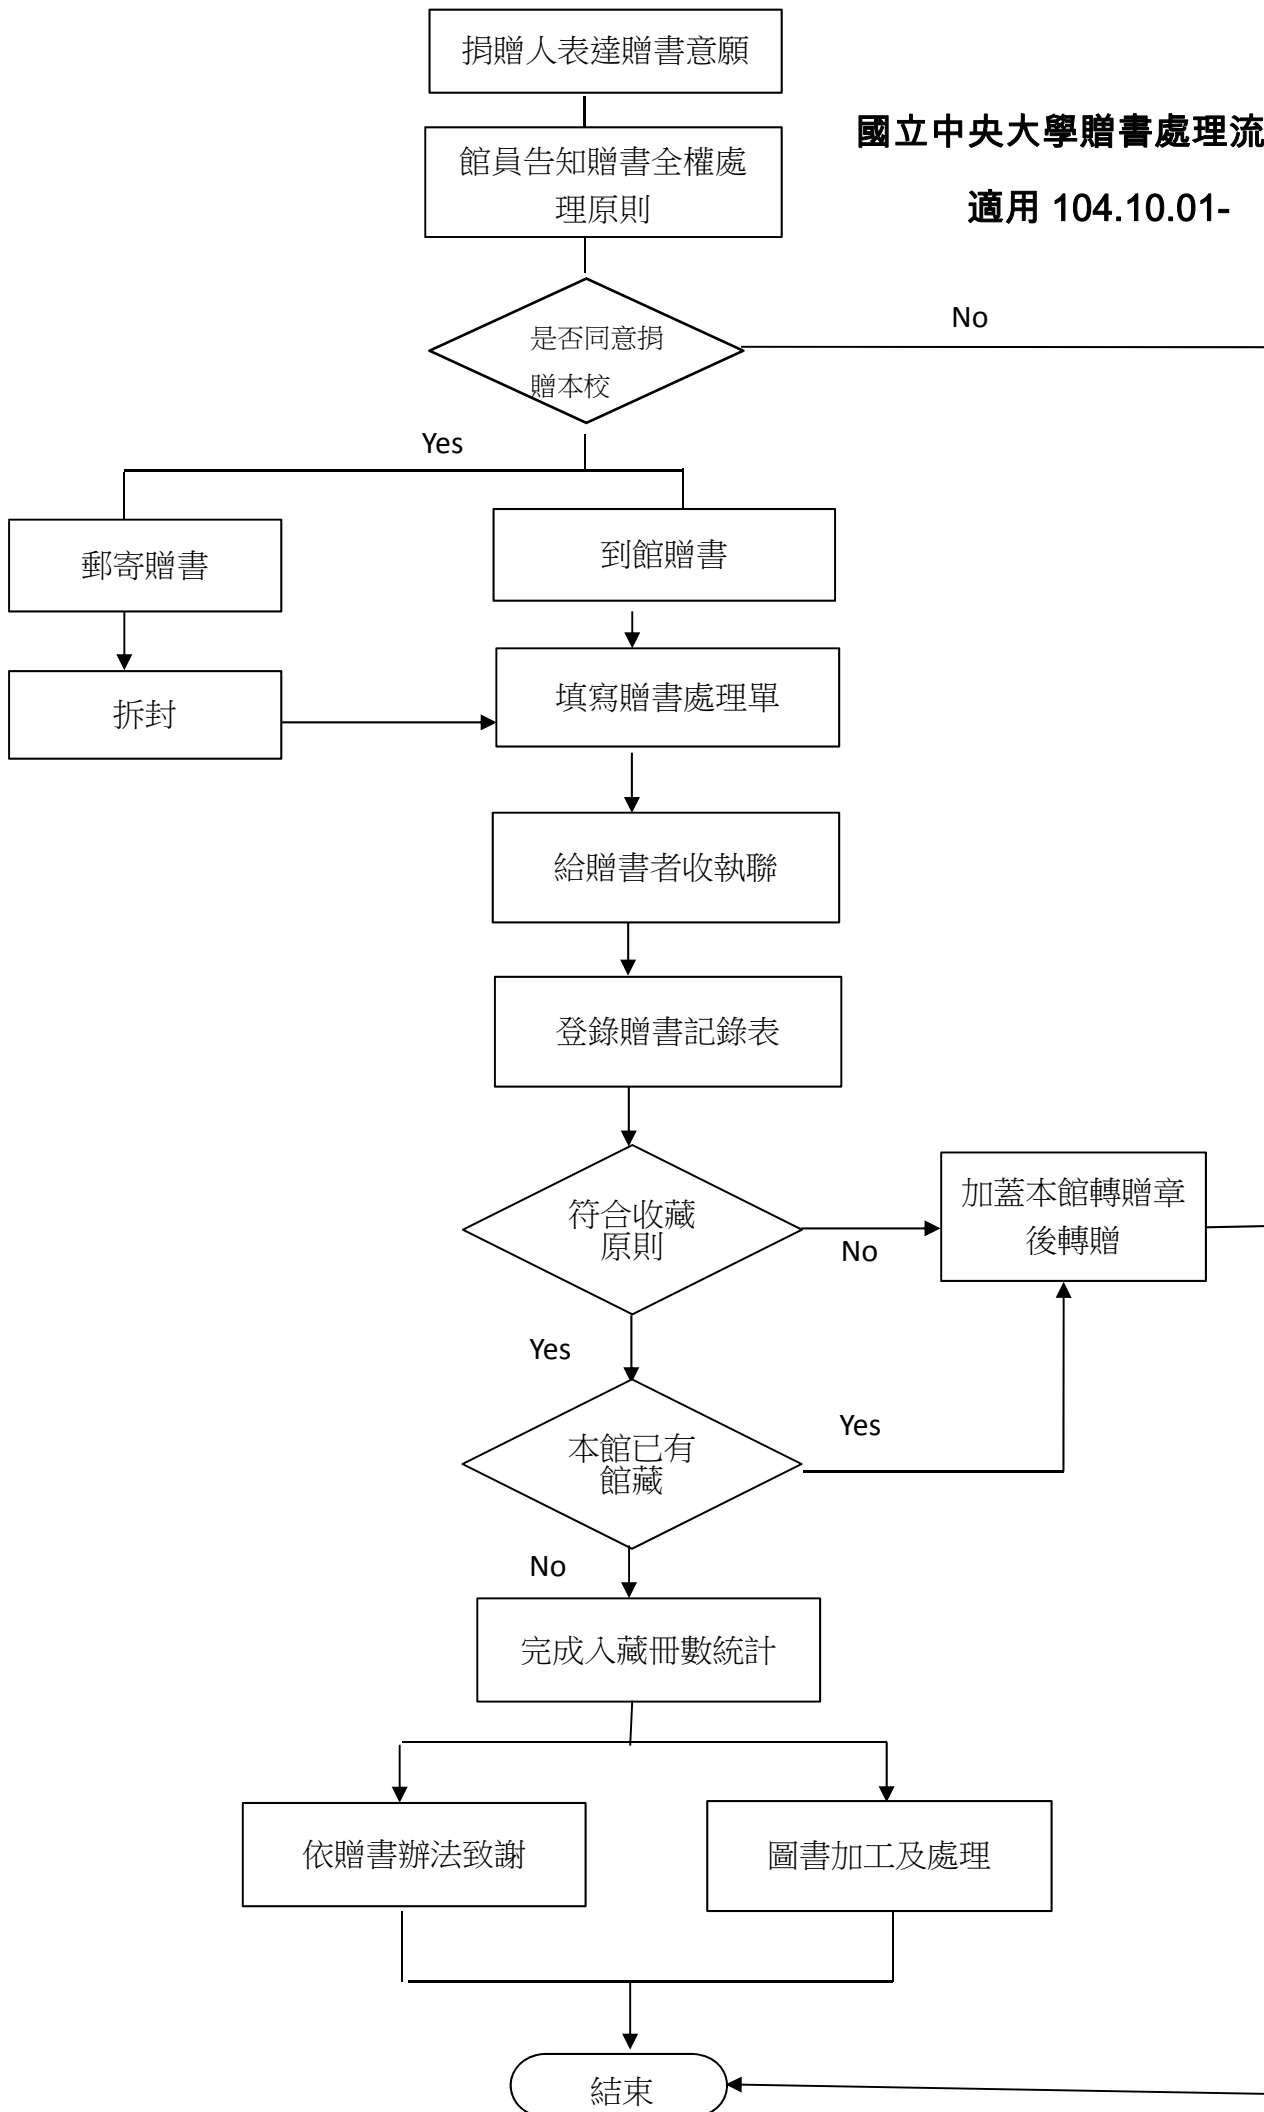 捐贈人表達贈書意願
國立中央大學贈書處理流
適用 104.10.01-
館員告知贈書全權處
理原則
是否同意捐
贈本校
No
Yes
郵寄贈書
到館贈書
拆封
填寫贈書處理單
給贈書者收執聯
登錄贈書記錄表
符合收藏
原則
No
加蓋本館轉贈章
後轉贈
Yes
本館已有
館藏
Yes
No
完成入藏冊數統計
依贈書辦法致謝
圖書加工及處理
結束